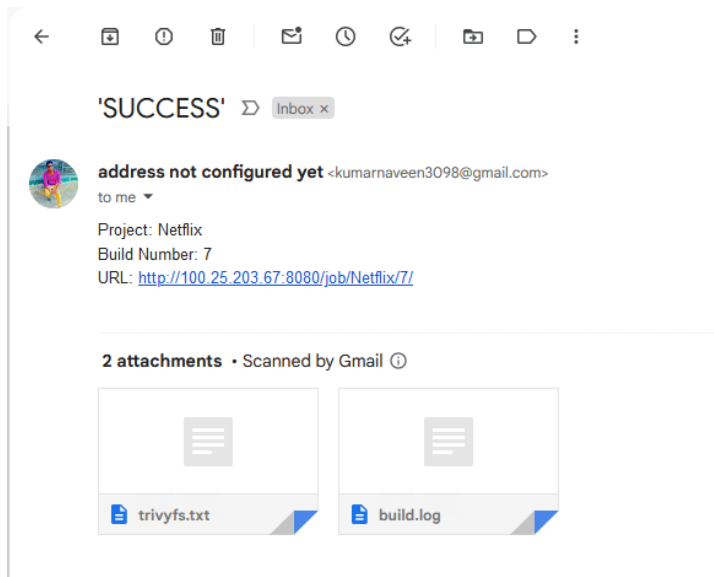 'SUCCESS' Inbox ×
address not configured yet <kumarnaveen3098@gmail.com>
to me
Project: Netflix
Build Number: 7
URL: http://100.25.203.67:8080/job/Netflix/7/
2 attachments • Scanned by Gmail
trivyfs.txt
build.log